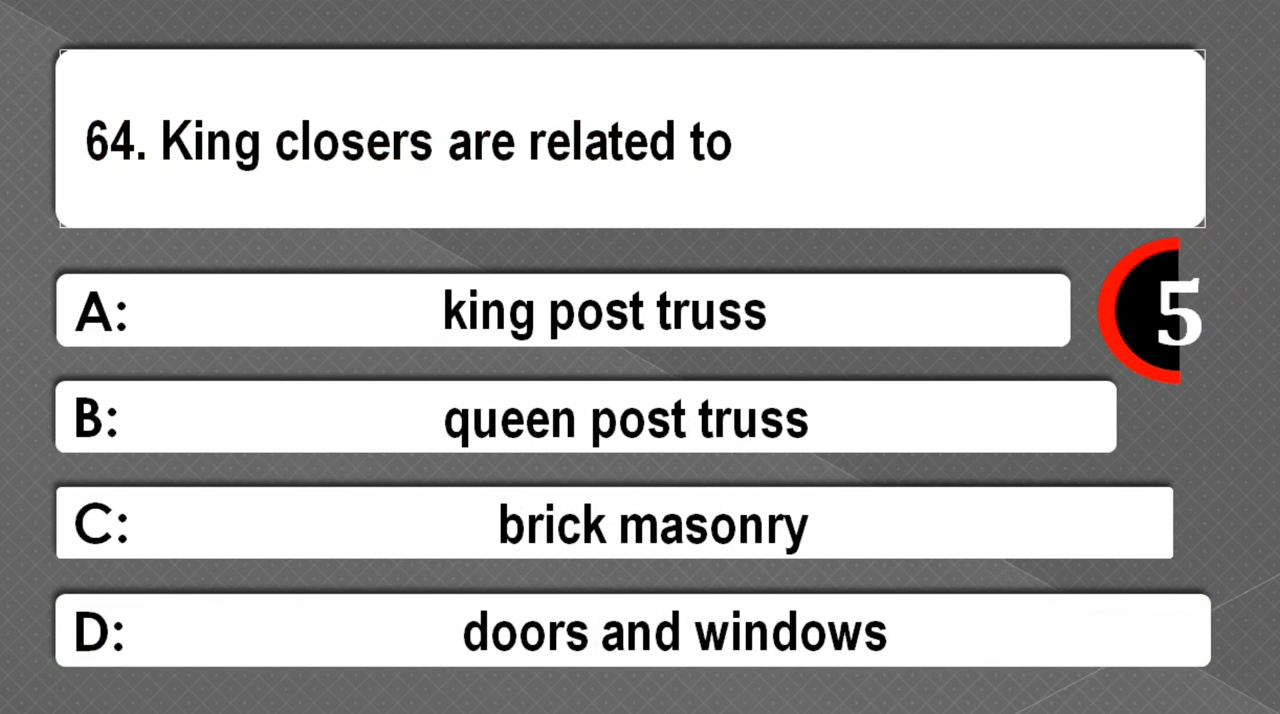 64. King closers are related to
A: king post truss
5
B: queen post truss
C: brick masonry
D: doors and windows